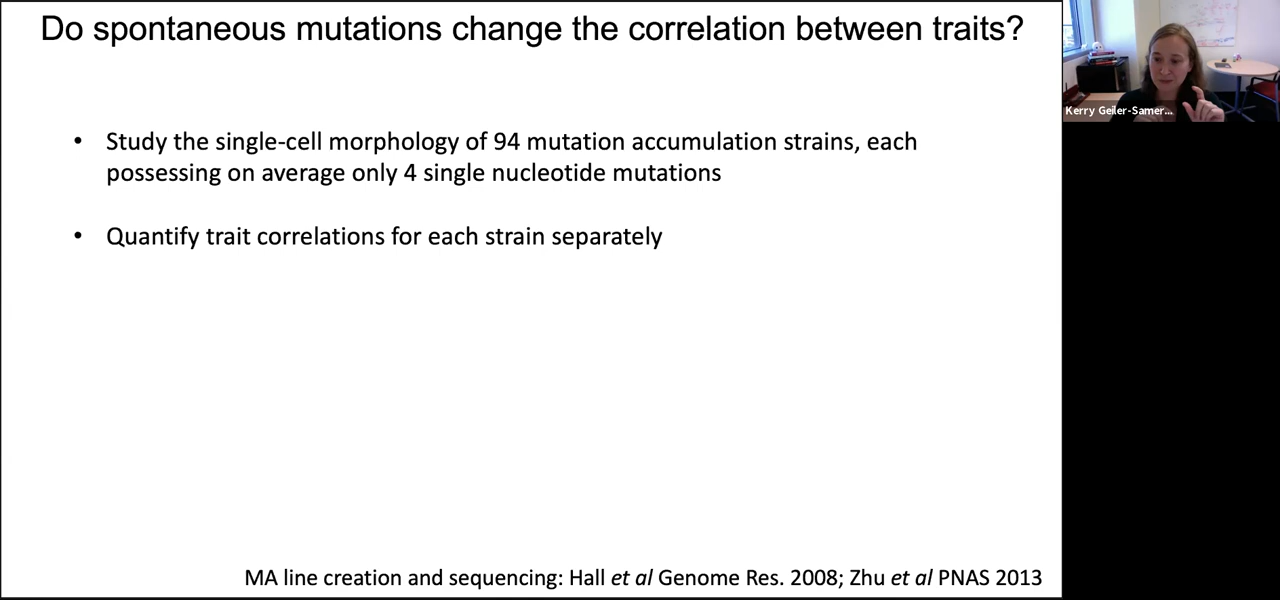 Do spontaneous mutations change the correlation between traits?
Kerry Geiler-Samer...
• Study the single-cell morphology of 94 mutation accumulation strains, each
possessing on average only 4 single nucleotide mutations
• Quantify trait correlations for each strain separately
MA line creation and sequencing: Hall et al Genome Res. 2008; Zhu et al PNAS 2013